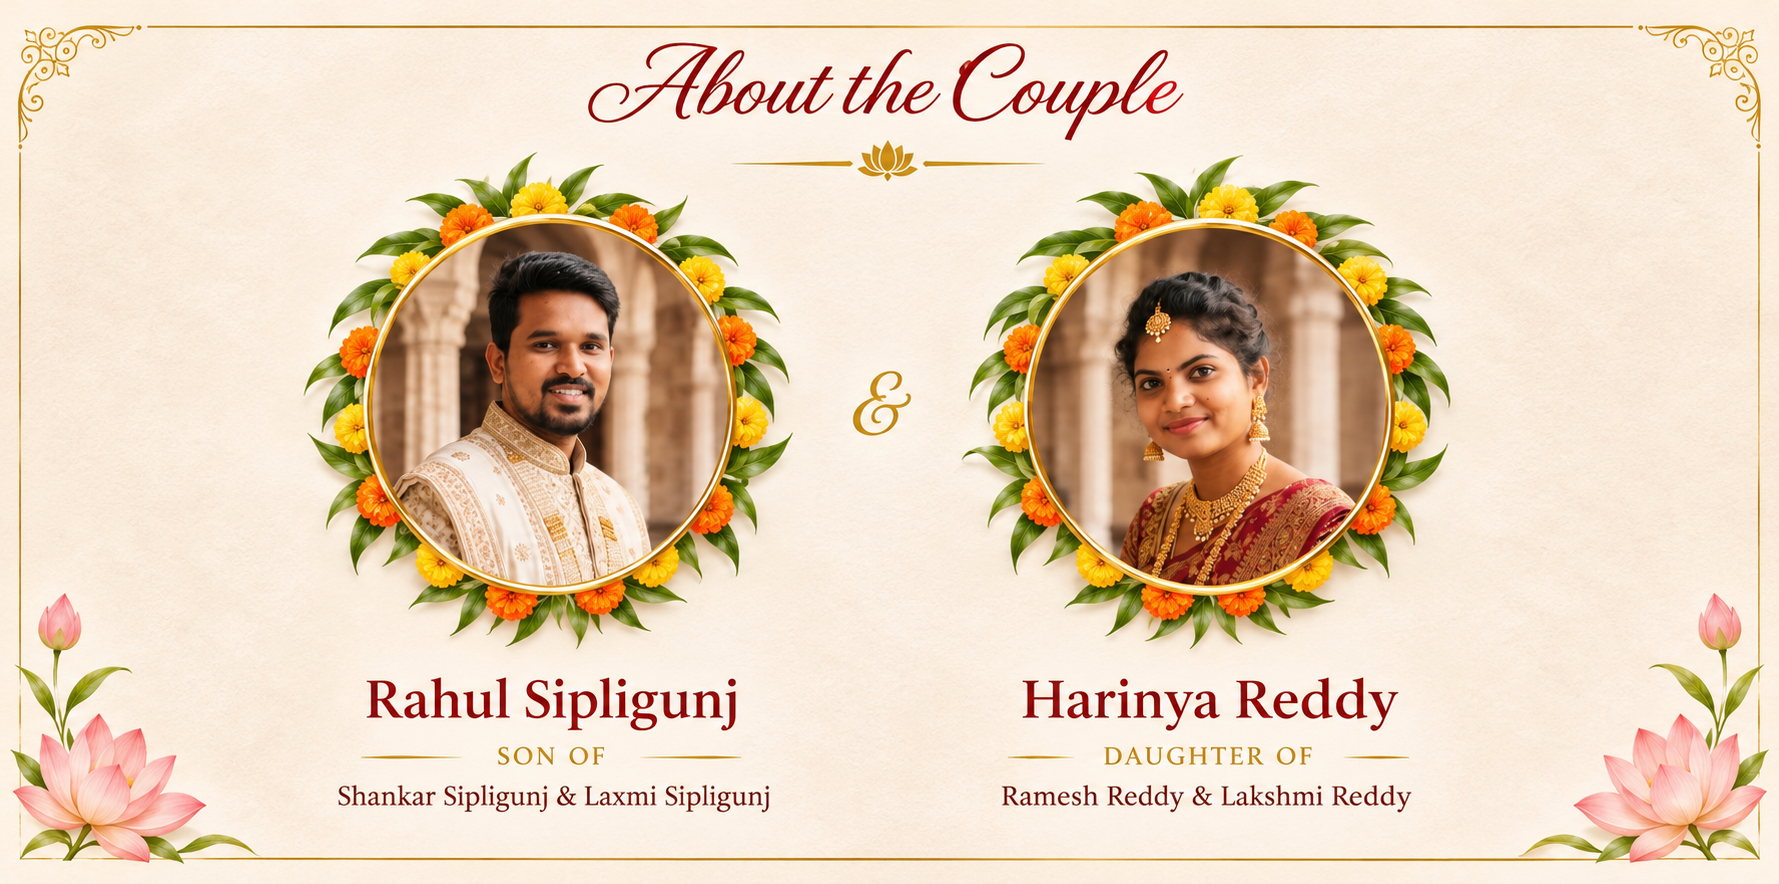 About the Couple
&
Rahul Sipligunj
SON OF
Shankar Sipligunj & Laxmi Sipligunj
Harinya Reddy
DAUGHTER OF
Ramesh Reddy & Lakshmi Reddy